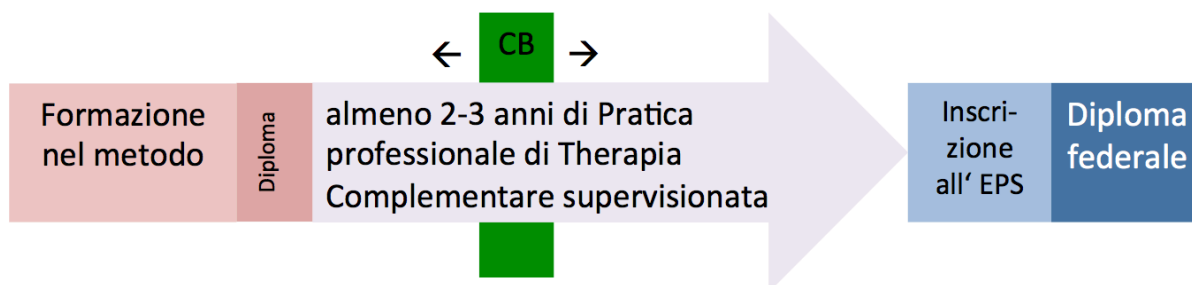 ← CB →
Formazione
nel metodo
Diploma
almeno 2-3 anni di Pratica
professionale di Therapia
Complementare supervisionata
Inscri-
zione
all‘ EPS
Diploma
federale